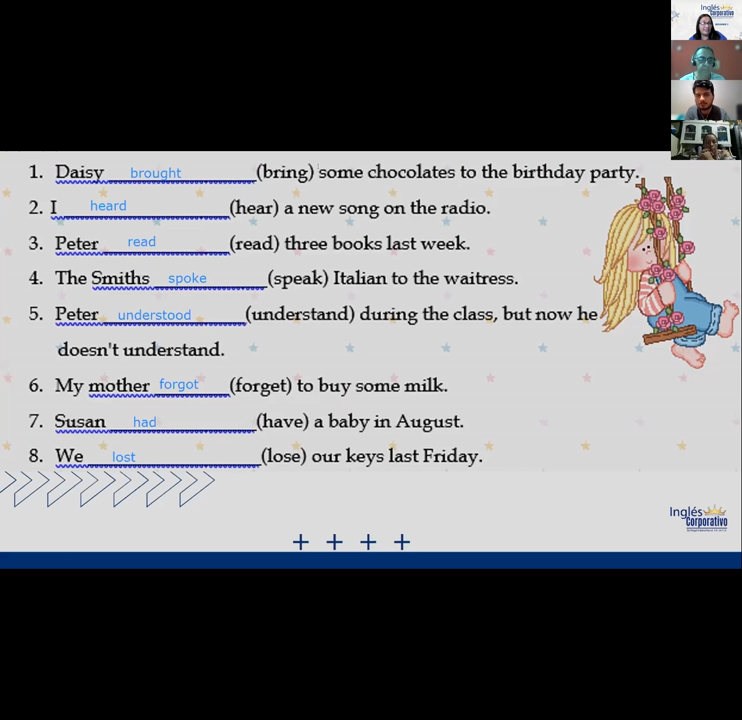 Inglés
Corporativo
1. Daisy brought (bring) some chocolates to the birthday party.
2. I heard (hear) a new song on the radio.
3. Peter read (read) three books last week.
4. The Smiths spoke (speak) Italian to the waitress.
5. Peter understood (understand) during the class, but now he
doesn't understand.
6. My mother forgot (forget) to buy some milk.
7. Susan had (have) a baby in August.
8. We lost (lose) our keys last Friday.
Inglés
Corporativo